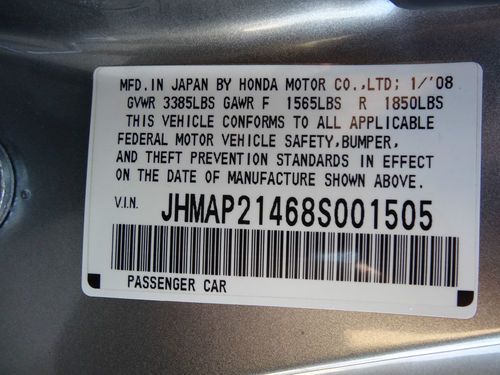 MFD.IN JAPAN BY HONDA MOTOR CO.,LTD; 1/'08
GVWR 3385LBS GAWR F 1565LBS R 1850LBS
THIS VEHICLE CONFORMS TO ALL APPLICABLE
FEDERAL MOTOR VEHICLE SAFETY,BUMPER,
AND THEFT PREVENTION STANDARDS IN EFFECT
ON THE DATE OF MANUFACTURE SHOWN ABOVE.
V.I.N. JHMAP21468S001505
PASSENGER CAR